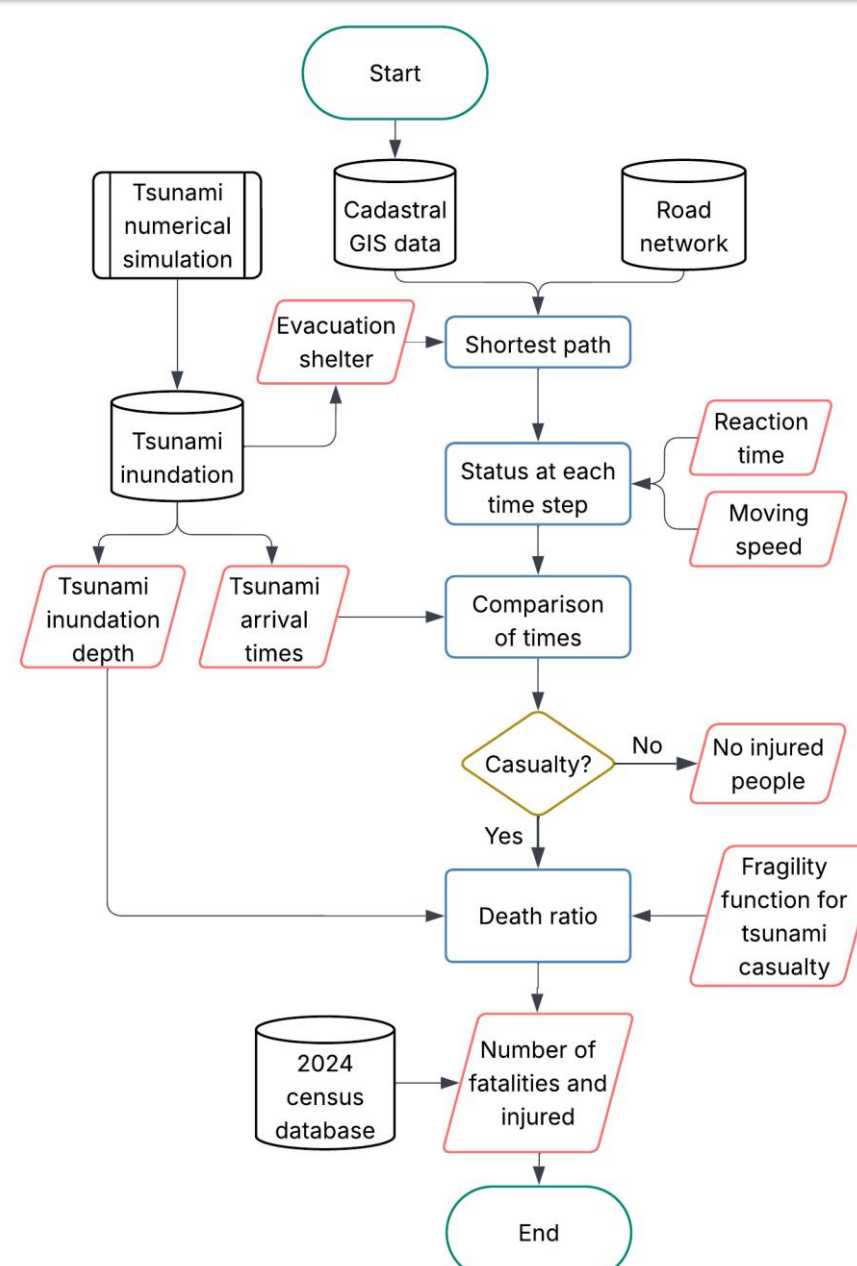 Start
Tsunami
numerical
simulation
Cadastral
GIS data
Road
network
Evacuation
shelter
Shortest path
Tsunami
inundation
Status at each
time step
Reaction
time
Moving
speed
Tsunami
inundation
depth
Tsunami
arrival
times
Comparison
of times
Casualty?
No
No injured
people
Yes
Death ratio
Fragility
function for
tsunami
casualty
2024
census
database
Number of
fatalities and
injured
End